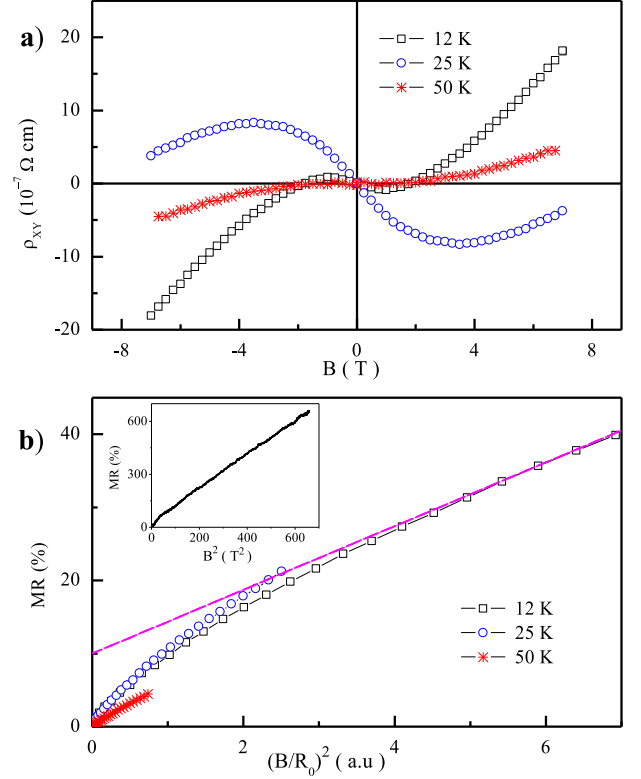 a)
20
10
0
-10
-20
ρXY (10⁻⁷ Ω cm)
12 K
25 K
50 K
-8
-4
0
4
8
B ( T )
b)
40
20
0
MR (%)
600
300
0
MR (%)
0
200
400
600
B² ( T² )
12 K
25 K
50 K
0
2
4
6
(B/R₀)² ( a.u )